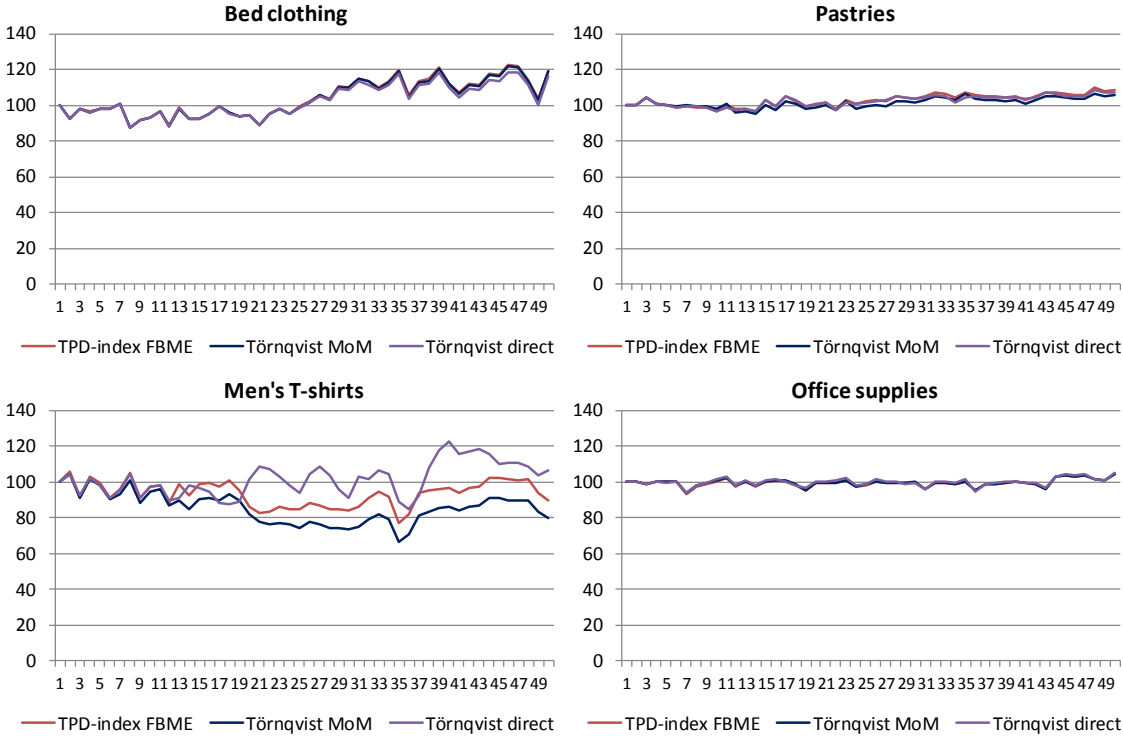 Bed clothing
140
120
100
80
60
40
20
0
1 3 5 7 9 11 13 15 17 19 21 23 25 27 29 31 33 35 37 39 41 43 45 47 49
TPD-index FBME Törnqvist MoM Törnqvist direct
Pastries
140
120
100
80
60
40
20
0
1 3 5 7 9 11 13 15 17 19 21 23 25 27 29 31 33 35 37 39 41 43 45 47 49
TPD-index FBME Törnqvist MoM Törnqvist direct
Men's T-shirts
140
120
100
80
60
40
20
0
1 3 5 7 9 11 13 15 17 19 21 23 25 27 29 31 33 35 37 39 41 43 45 47 49
TPD-index FBME Törnqvist MoM Törnqvist direct
Office supplies
140
120
100
80
60
40
20
0
1 3 5 7 9 11 13 15 17 19 21 23 25 27 29 31 33 35 37 39 41 43 45 47 49
TPD-index FBME Törnqvist MoM Törnqvist direct